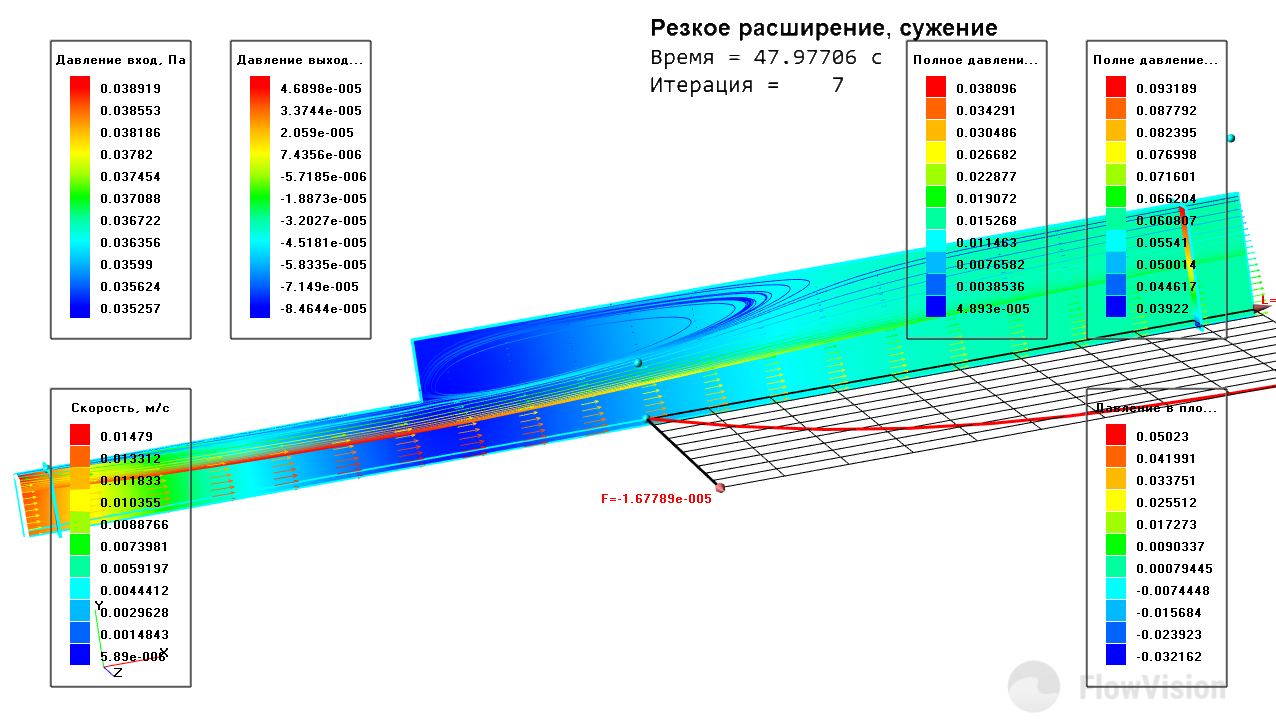 Резкое расширение, сужение
Время = 47.97706 с
Итерация = 7
Давление вход, Па
0.038919
0.038553
0.038186
0.03782
0.037454
0.037088
0.036722
0.036356
0.03599
0.035624
0.035257
Давление выход...
4.6898e-005
3.3744e-005
2.059e-005
7.4356e-006
-5.7185e-006
-1.8873e-005
-3.2027e-005
-4.5181e-005
-5.8335e-005
-7.149e-005
-8.4644e-005
Полное давлени...
0.038096
0.034291
0.030486
0.026682
0.022877
0.019072
0.015268
0.011463
0.0076582
0.0038536
4.893e-005
Полне давление...
0.093189
0.087792
0.082395
0.076998
0.071601
0.066204
0.060807
0.05541
0.050014
0.044617
0.03922
L=
F=-1.67789e-005
Скорость, м/с
0.01479
0.013312
0.011833
0.010355
0.0088766
0.0073981
0.0059197
0.0044412
0.0029628
0.0014843
5.89e-006
Y
X
Z
Давление в пло...
0.05023
0.041991
0.033751
0.025512
0.017273
0.0090337
0.00079445
-0.0074448
-0.015684
-0.023923
-0.032162
FlowVision